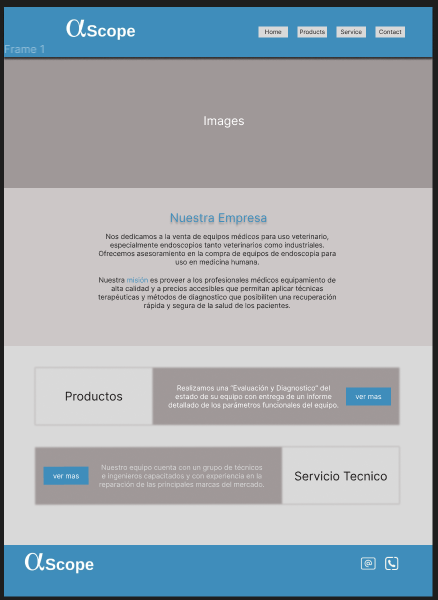 αScope
Home Products Service Contact
Frame 1
Images
Nuestra Empresa
Nos dedicamos a la venta de equipos médicos para uso veterinario,
especialmente endoscopios tanto veterinarios como industriales.
Ofrecemos asesoramiento en la compra de equipos de endoscopia para
uso en medicina humana.
Nuestra misión es proveer a los profesionales médicos equipamiento de
alta calidad y a precios accesibles que permitan aplicar técnicas
terapéuticas y métodos de diagnostico que posibiliten una recuperación
rápida y segura de la salud de los pacientes.
Productos
Realizamos una "Evaluación y Diagnostico" del
estado de su equipo con entrega de un informe
detallado de los parámetros funcionales del equipo.
ver mas
ver mas
Nuestro equipo cuenta con un grupo de técnicos
e ingenieros capacitados y con experiencia en la
reparación de las principales marcas del mercado.
Servicio Tecnico
αScope